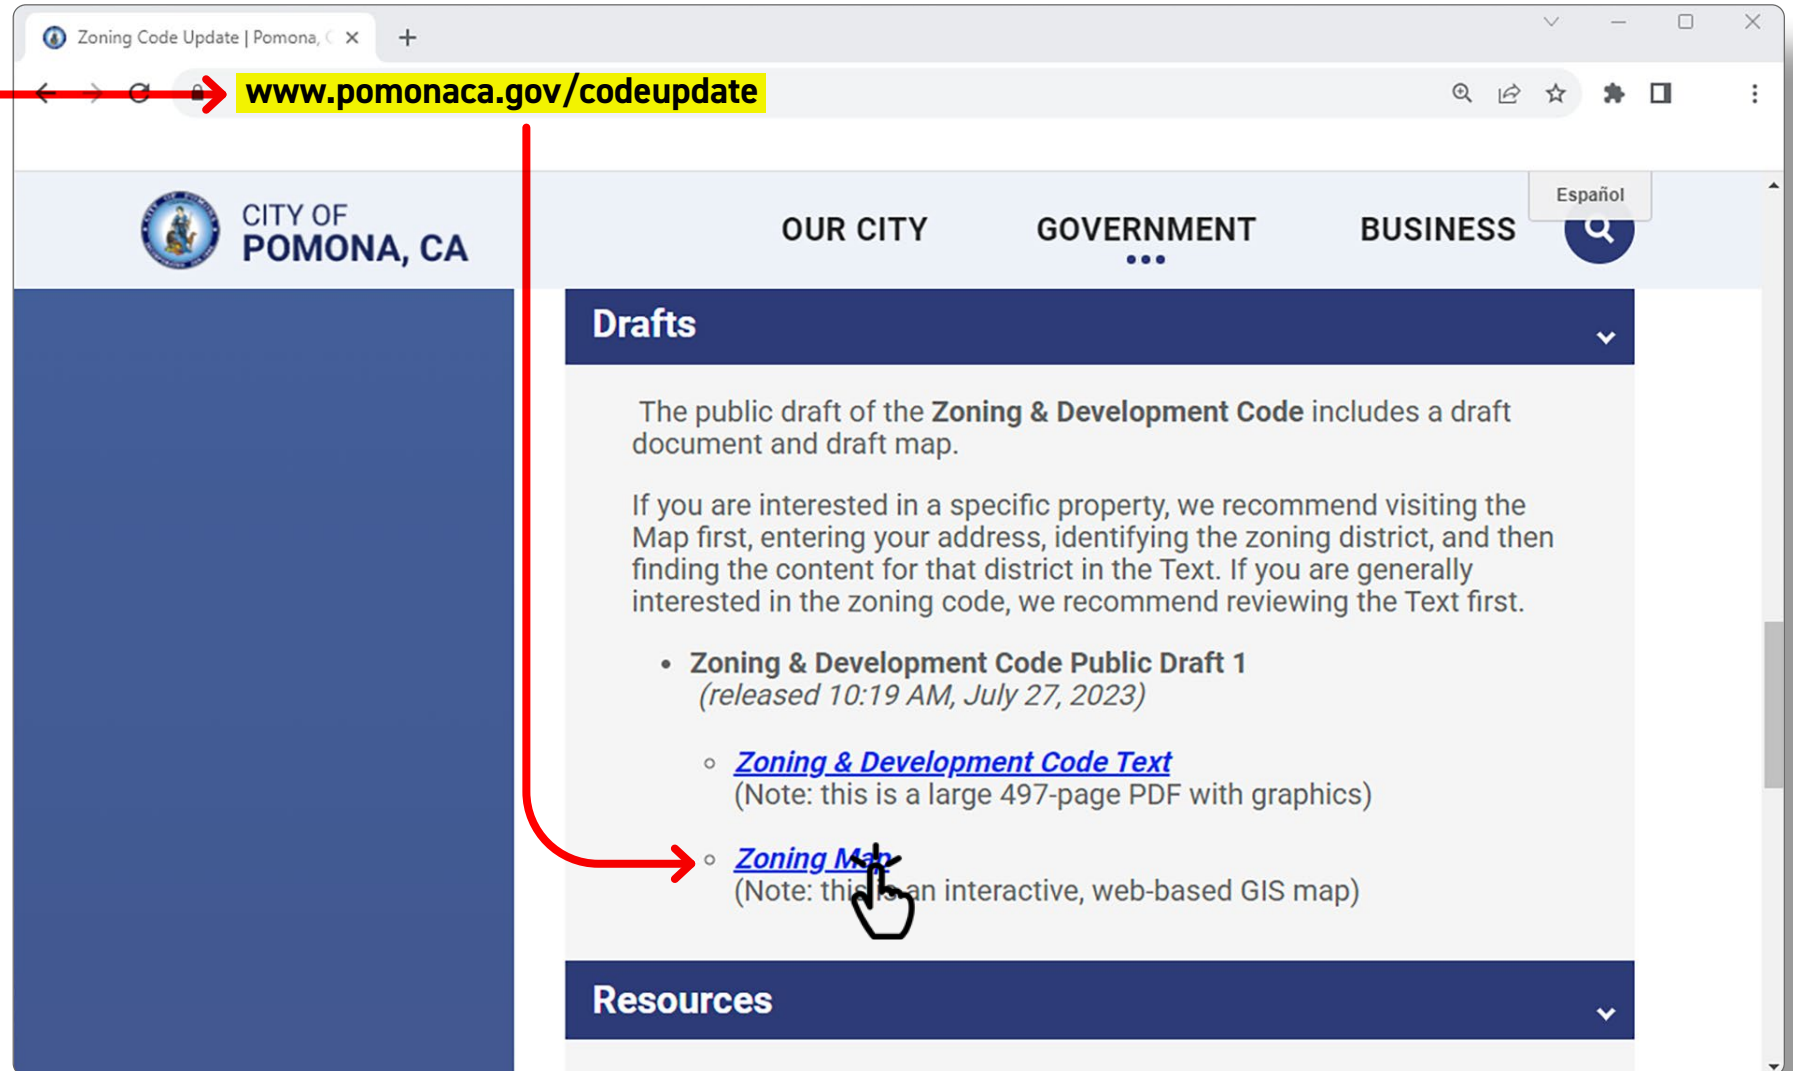 Zoning Code Update | Pomona, C
www.pomonaca.gov/codeupdate
Español
CITY OF
POMONA, CA
OUR CITY
GOVERNMENT
BUSINESS
Drafts
The public draft of the Zoning & Development Code includes a draft
document and draft map.
If you are interested in a specific property, we recommend visiting the
Map first, entering your address, identifying the zoning district, and then
finding the content for that district in the Text. If you are generally
interested in the zoning code, we recommend reviewing the Text first.
• Zoning & Development Code Public Draft 1
(released 10:19 AM, July 27, 2023)
◦ Zoning & Development Code Text
(Note: this is a large 497-page PDF with graphics)
◦ Zoning Map
(Note: this is an interactive, web-based GIS map)
Resources